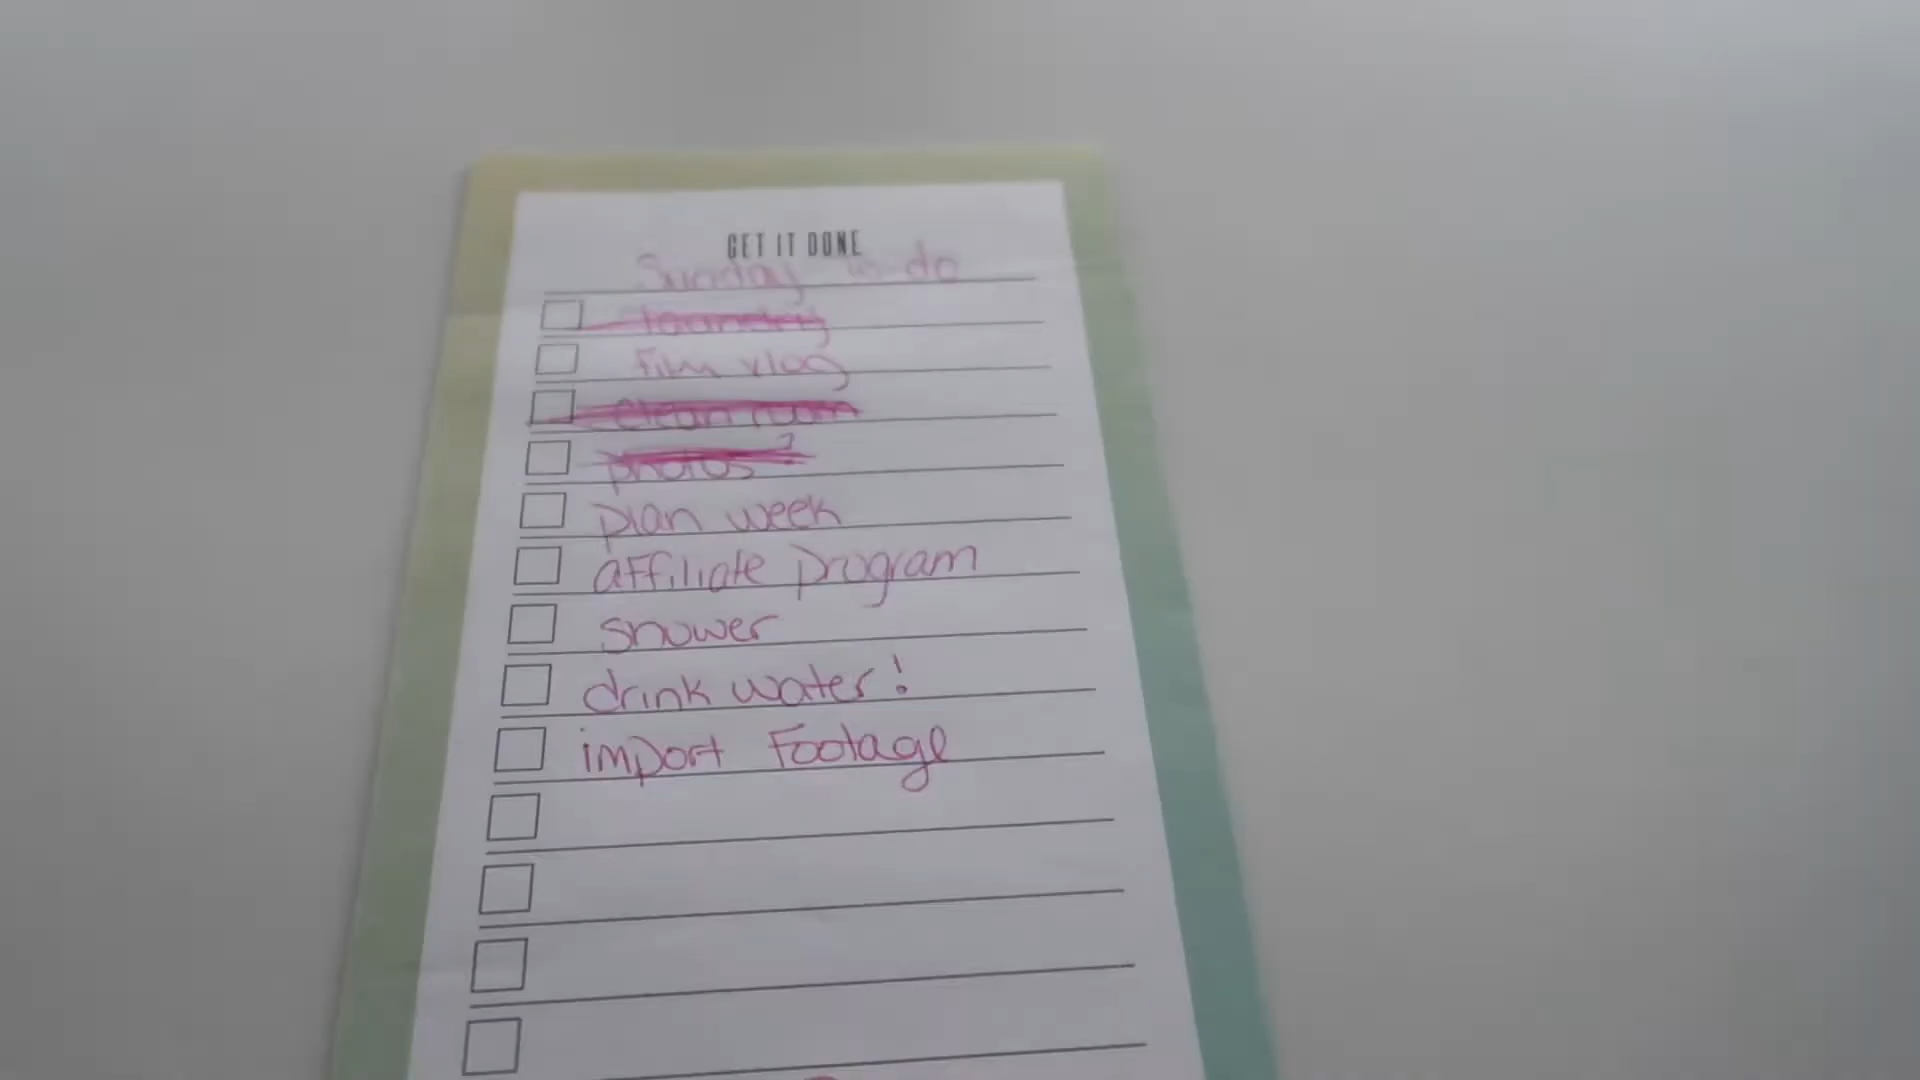 GET IT DONE
Sunday to-do
laundry
film vlog
Clean room
photos?
plan week
affiliate program
shower
drink water!
import Footage